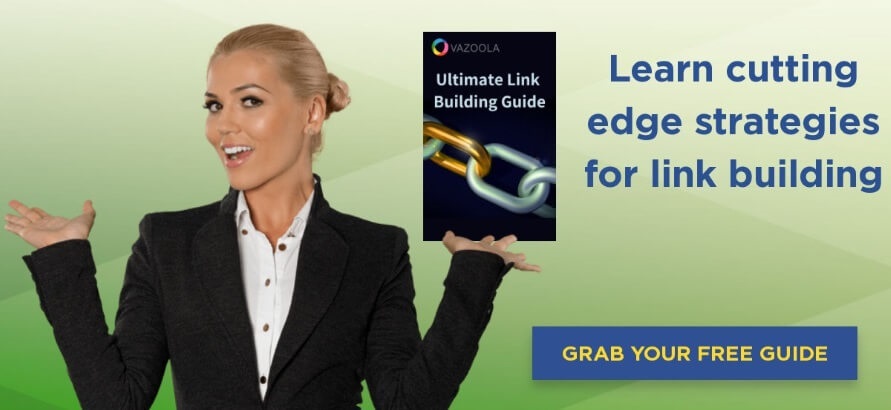 VAZOOLA
Ultimate Link
Building Guide
Learn cutting
edge strategies
for link building
GRAB YOUR FREE GUIDE